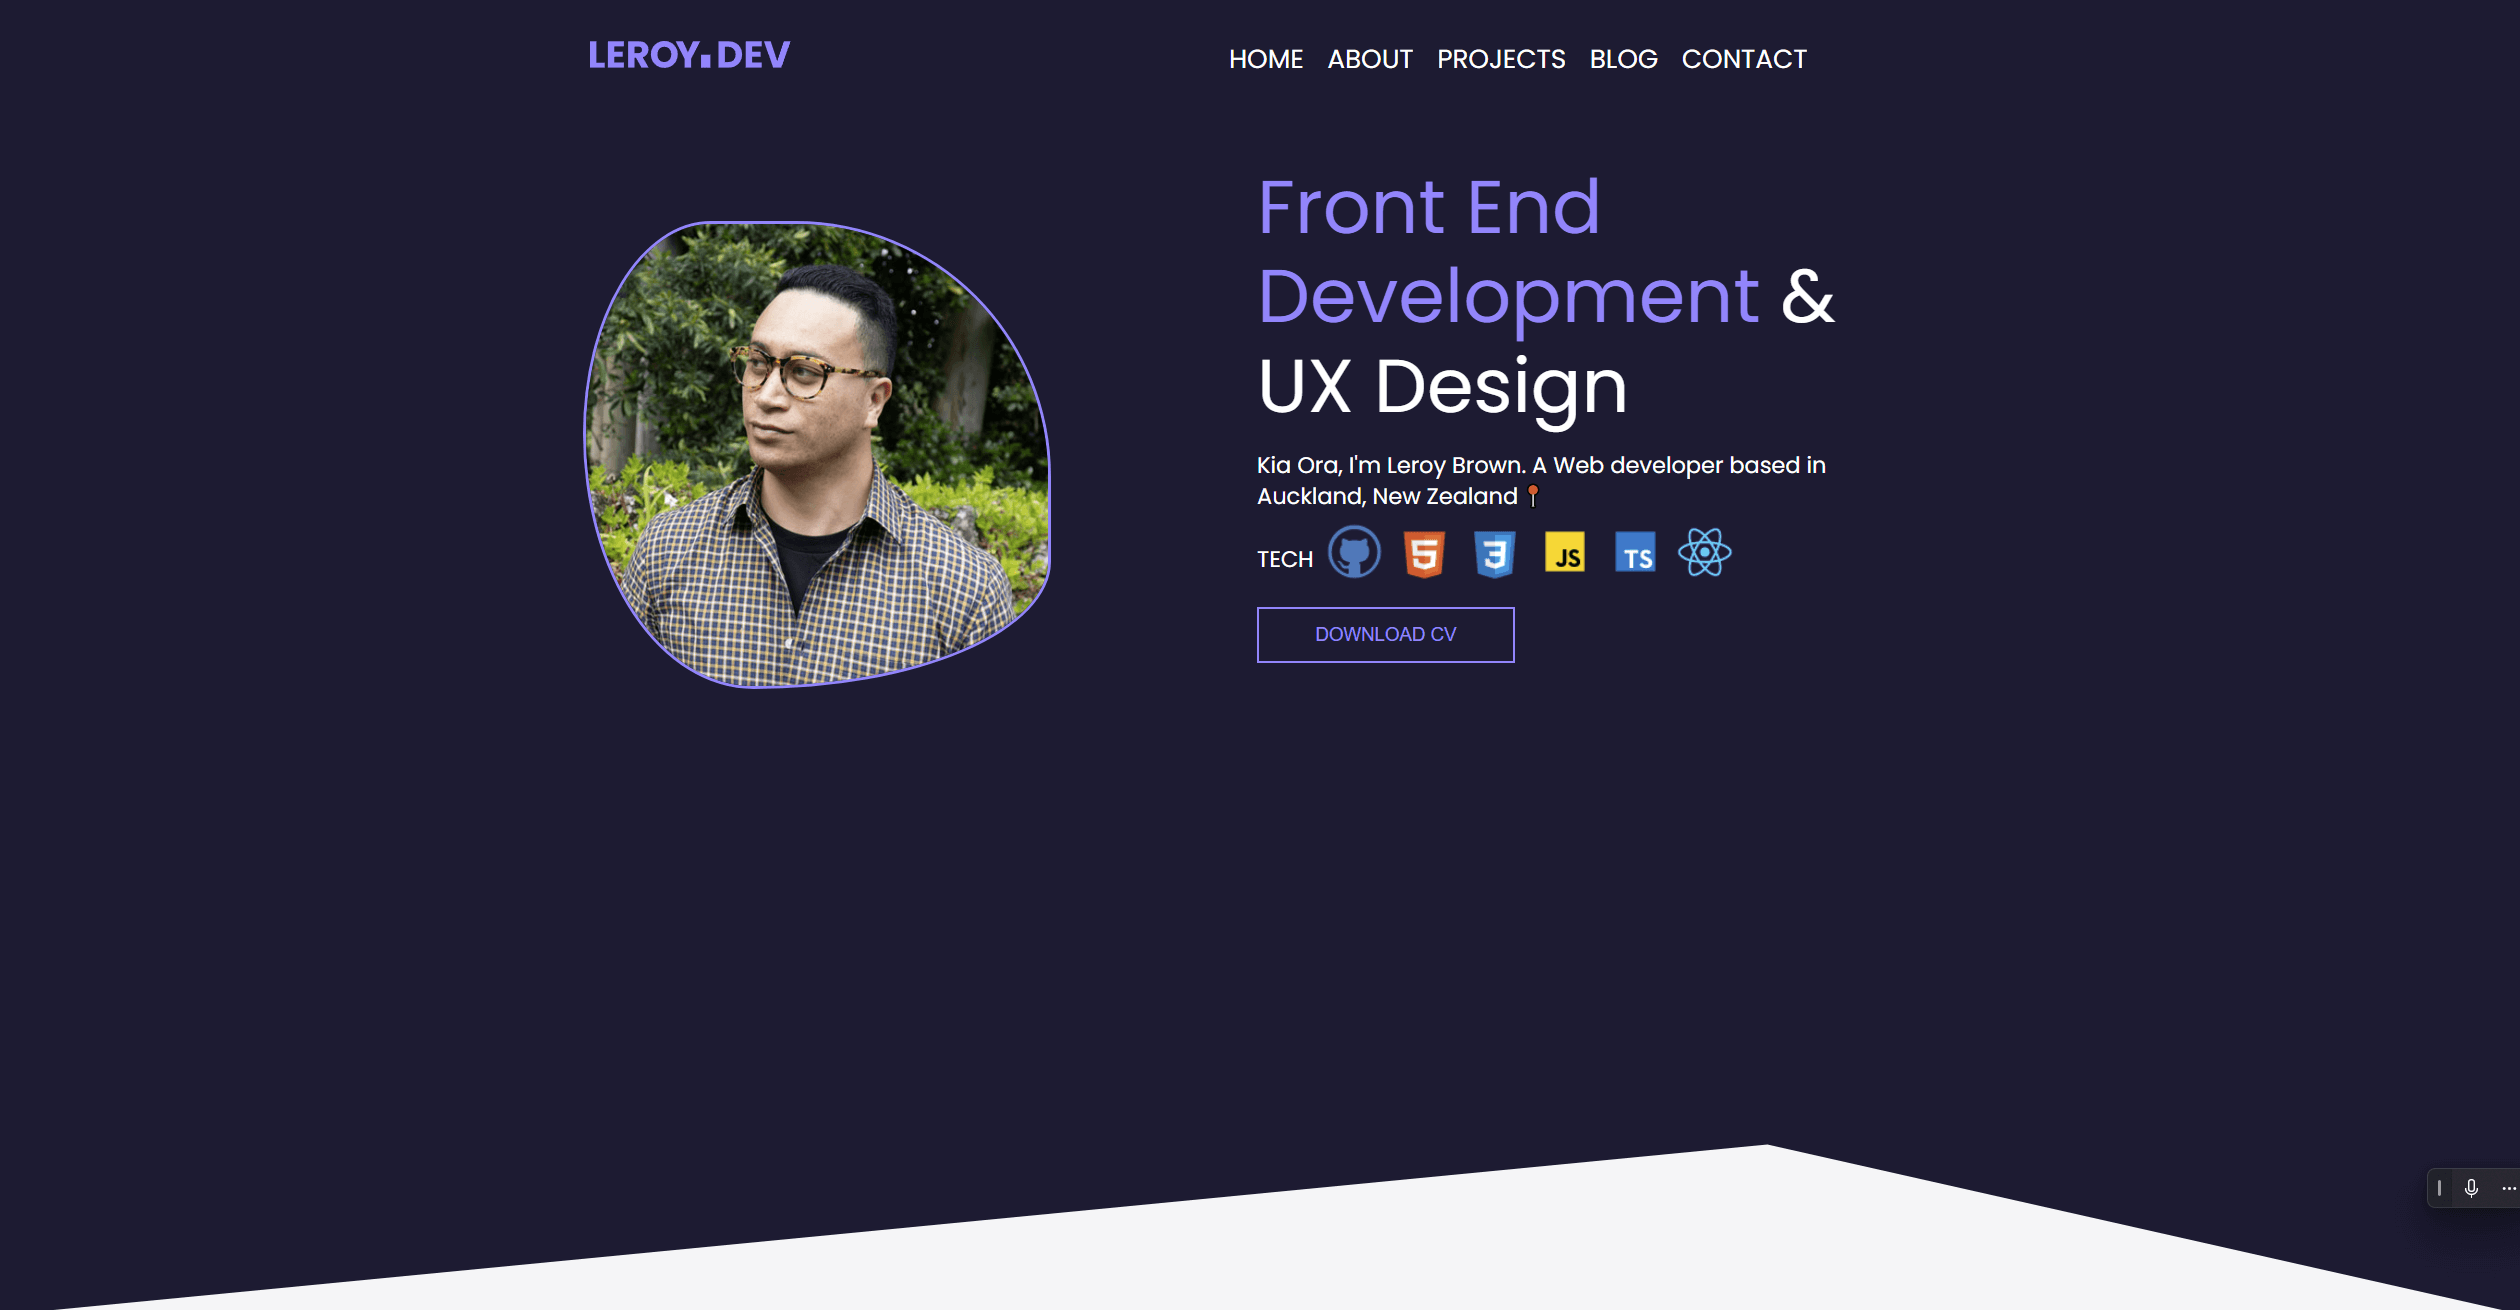 LEROY.DEV
HOME ABOUT PROJECTS BLOG CONTACT
Front End
Development &
UX Design
Kia Ora, I'm Leroy Brown. A Web developer based in
Auckland, New Zealand 📍
TECH 5 3 JS TS
DOWNLOAD CV